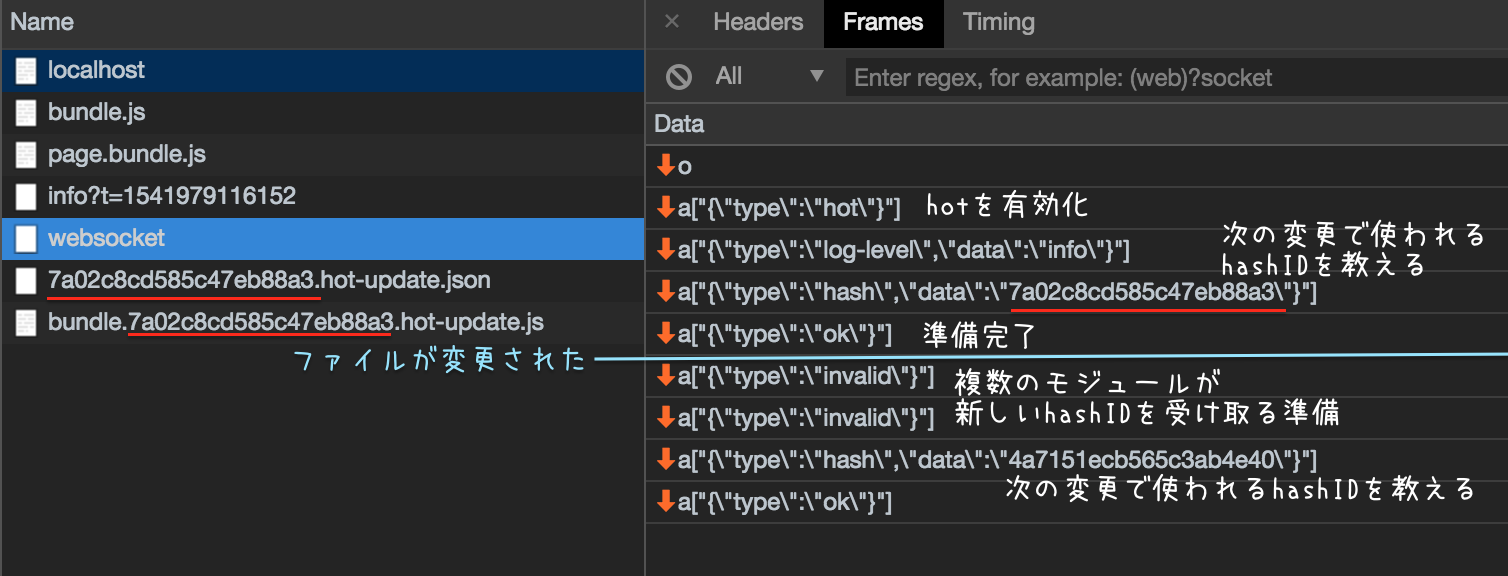 Name
localhost
bundle.js
page.bundle.js
info?t=1541979116152
websocket
7a02c8cd585c47eb88a3.hot-update.json
bundle.7a02c8cd585c47eb88a3.hot-update.js
ファイルが変更された
× Headers Frames Timing
All ▼ Enter regex, for example: (web)?socket
Data
o
a["{\"type\":\"hot\"}"] hotを有効化
a["{\"type\":\"log-level\",\"data\":\"info\"}"]
次の変更で使われる
hashIDを教える
a["{\"type\":\"hash\",\"data\":\"7a02c8cd585c47eb88a3\"}"]
a["{\"type\":\"ok\"}"] 準備完了
a["{\"type\":\"invalid\"}"] 複数のモジュールが
a["{\"type\":\"invalid\"}"] 新しいhashIDを受け取る準備
a["{\"type\":\"hash\",\"data\":\"4a7151ecb565c3ab4e40\"}"]
次の変更で使われるhashIDを教える
a["{\"type\":\"ok\"}"]